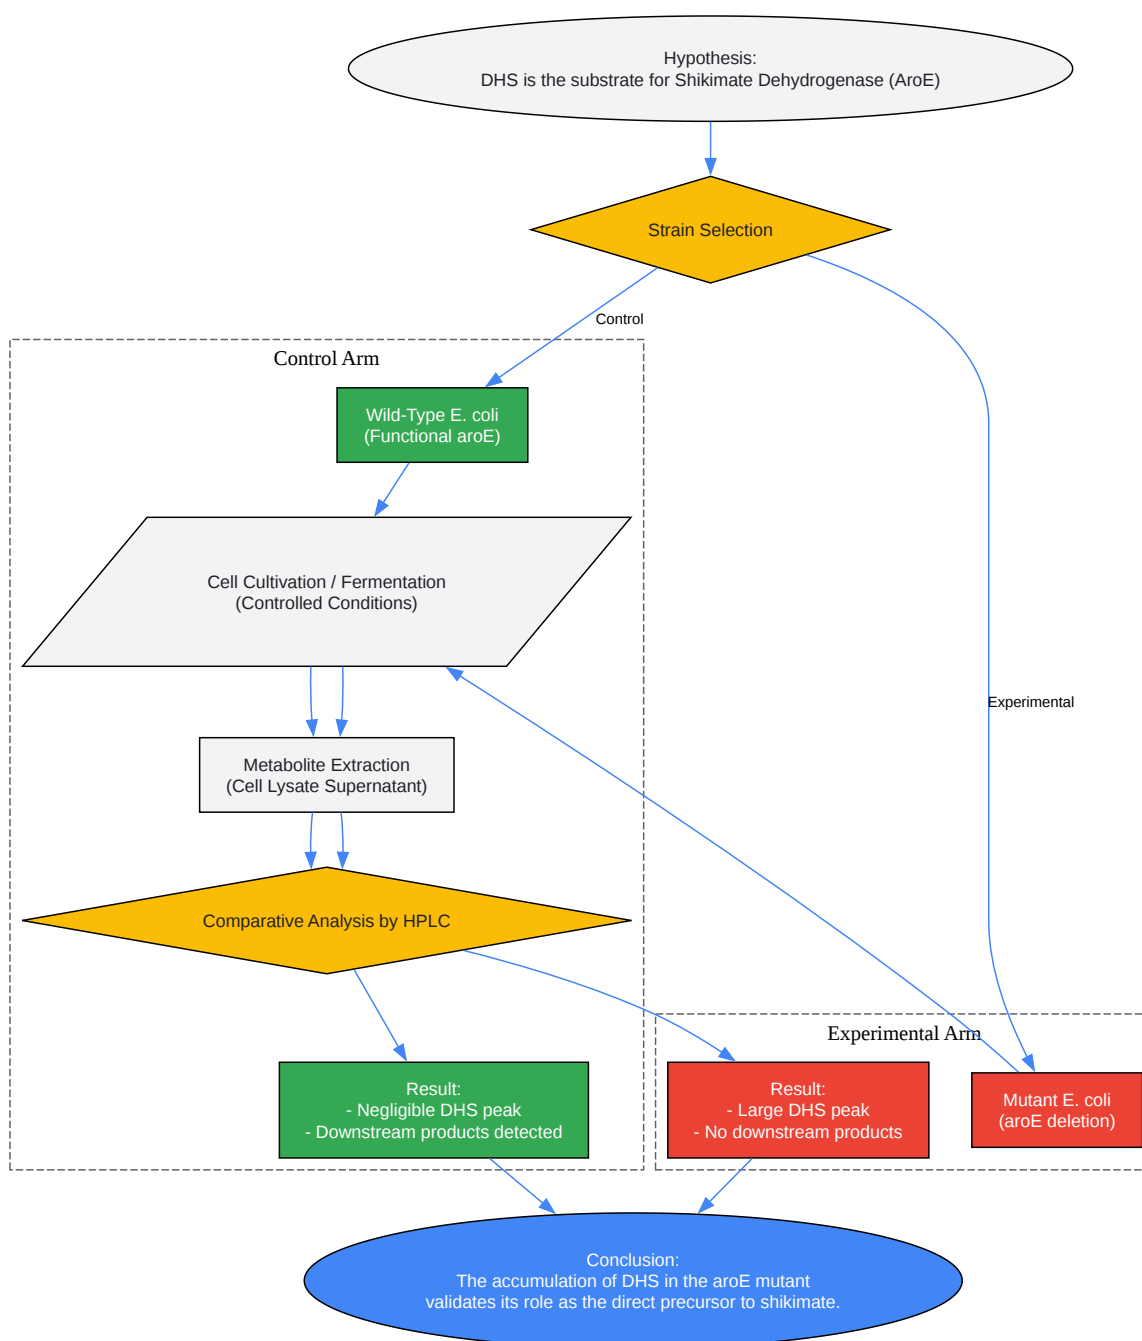 Hypothesis:
DHS is the substrate for Shikimate Dehydrogenase (AroE)
Strain Selection
Control
Control Arm
Wild-Type E. coli
(Functional aroE)
Cell Cultivation / Fermentation
(Controlled Conditions)
Experimental
Metabolite Extraction
(Cell Lysate Supernatant)
Comparative Analysis by HPLC
Experimental Arm
Result:
- Negligible DHS peak
- Downstream products detected
Result:
- Large DHS peak
- No downstream products
Mutant E. coli
(aroE deletion)
Conclusion:
The accumulation of DHS in the aroE mutant
validates its role as the direct precursor to shikimate.